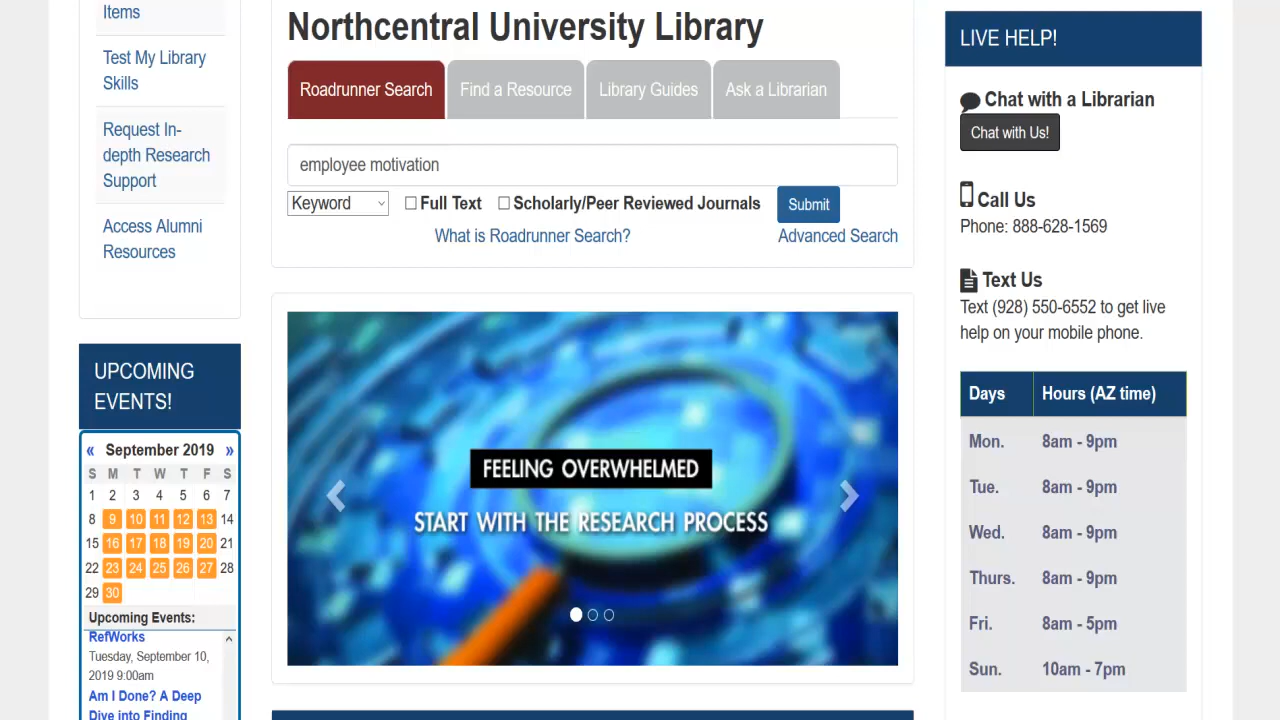 Items
Test My Library
Skills
Request In-
depth Research
Support
Access Alumni
Resources
UPCOMING
EVENTS!
« September 2019 »
S M T W T F S
1 2 3 4 5 6 7
8 9 10 11 12 13 14
15 16 17 18 19 20 21
22 23 24 25 26 27 28
29 30
Upcoming Events:
RefWorks
Tuesday, September 10,
2019 9:00am
Am I Done? A Deep
Dive into Finding
Northcentral University Library
Roadrunner Search Find a Resource Library Guides Ask a Librarian
employee motivation
Keyword Full Text Scholarly/Peer Reviewed Journals Submit
What is Roadrunner Search? Advanced Search
FEELING OVERWHELMED
START WITH THE RESEARCH PROCESS
LIVE HELP!
Chat with a Librarian
Chat with Us!
Call Us
Phone: 888-628-1569
Text Us
Text (928) 550-6552 to get live
help on your mobile phone.
Days Hours (AZ time)
Mon. 8am - 9pm
Tue. 8am - 9pm
Wed. 8am - 9pm
Thurs. 8am - 9pm
Fri. 8am - 5pm
Sun. 10am - 7pm